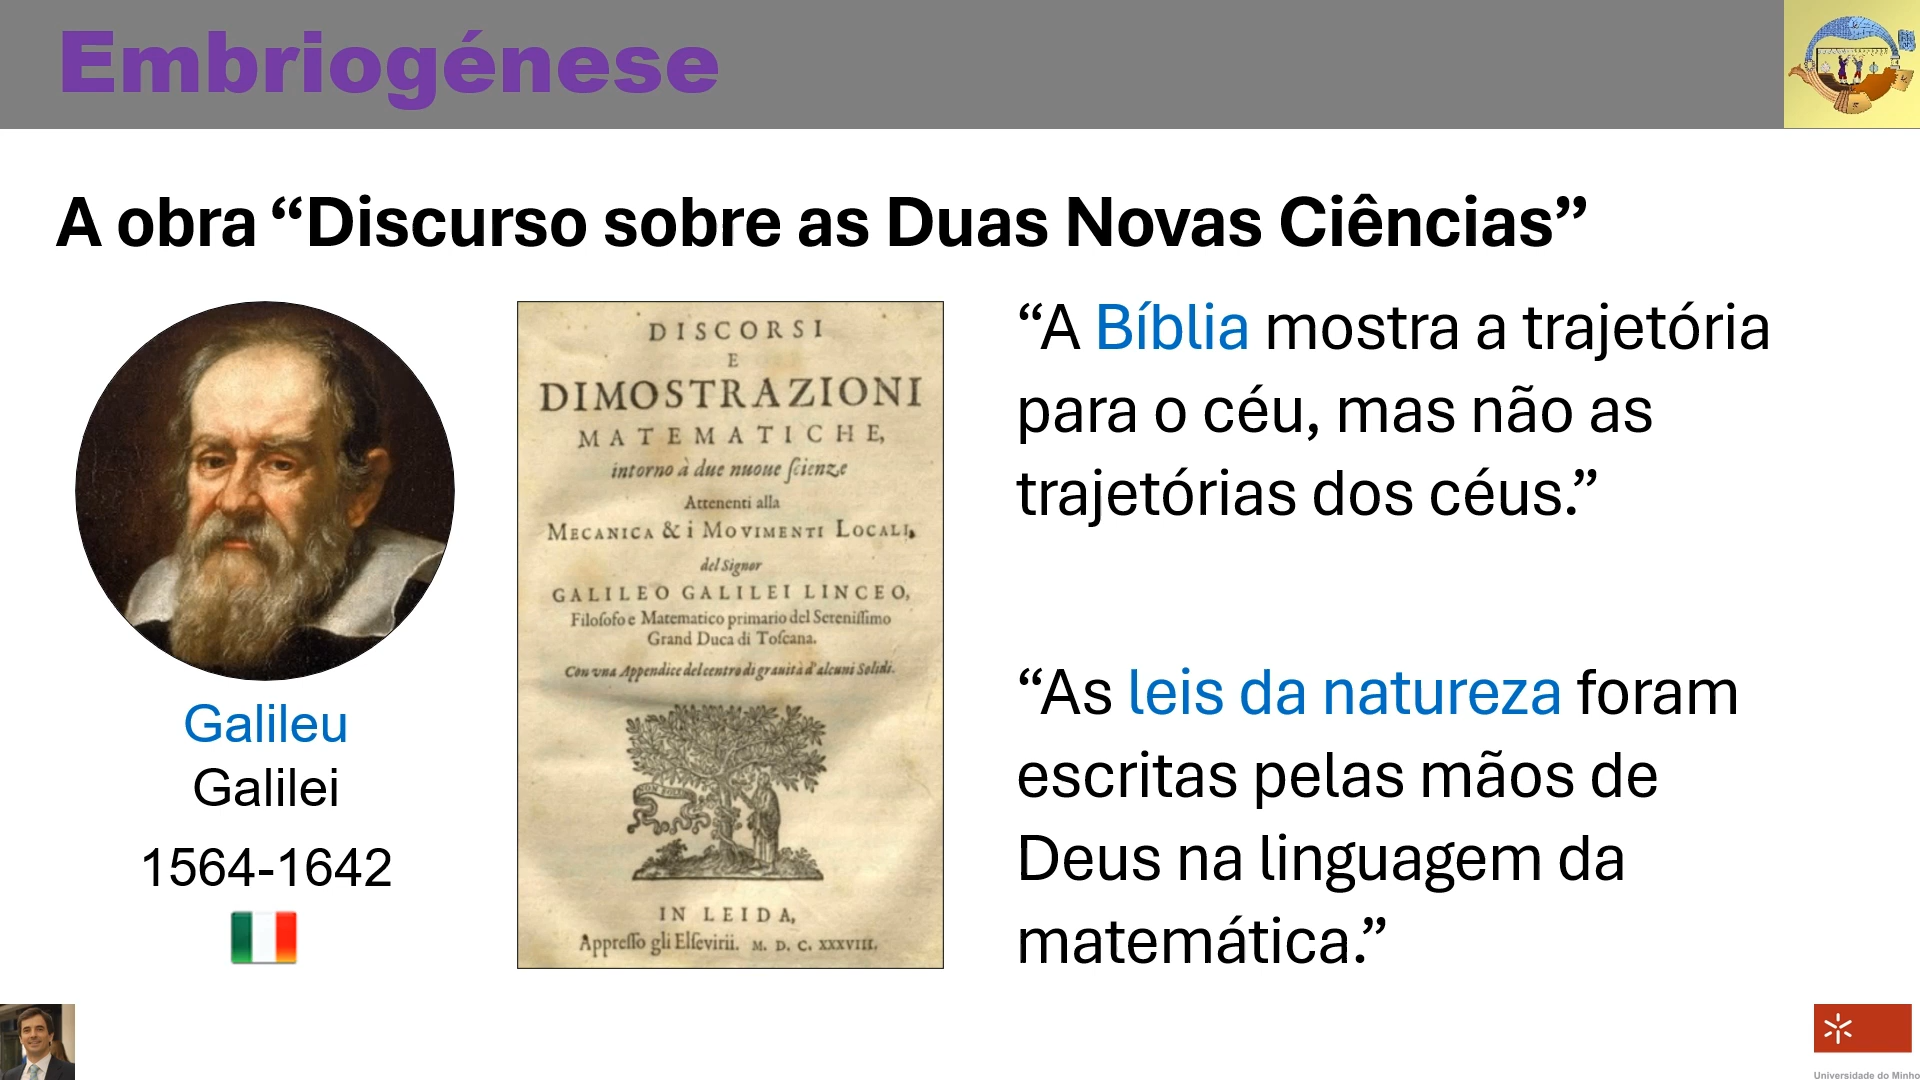 Embriogénese
A obra “Discurso sobre as Duas Novas Ciências”
Galileu
Galilei
1564-1642
DISCORSI
E
DIMOSTRAZIONI
MATEMATICHE,
intorno à due nuoue ſcienze
Attenenti alla
MECANICA & i MOVIMENTI LOCALI,
del Signor
GALILEO GALILEI LINCEO,
Filoſofo e Matematico primario del Sereniſſimo
Grand Duca di Toſcana.
Con vna Appendice del centro di grauità d'alcuni Solidi.
IN LEIDA,
Appreſſo gli Elſevirii. M. D. C. XXXVIII.
“A Bíblia mostra a trajetória
para o céu, mas não as
trajetórias dos céus.”
“As leis da natureza foram
escritas pelas mãos de
Deus na linguagem da
matemática.”
Universidade do Minho